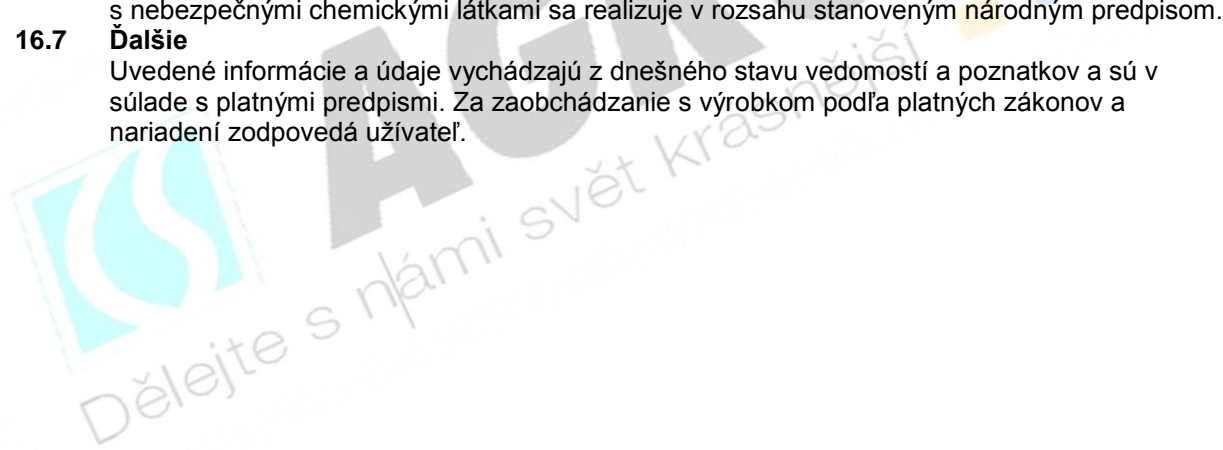 s nebezpečnými chemickými látkami sa realizuje v rozsahu stanoveným národným predpisom.
16.7 Ďalšie
Uvedené informácie a údaje vychádzajú z dnešného stavu vedomostí a poznatkov a sú v
súlade s platnými predpismi. Za zaobchádzanie s výrobkom podľa platných zákonov a
nariadení zodpovedá užívateľ.
Dělejte s námi svět krásnější